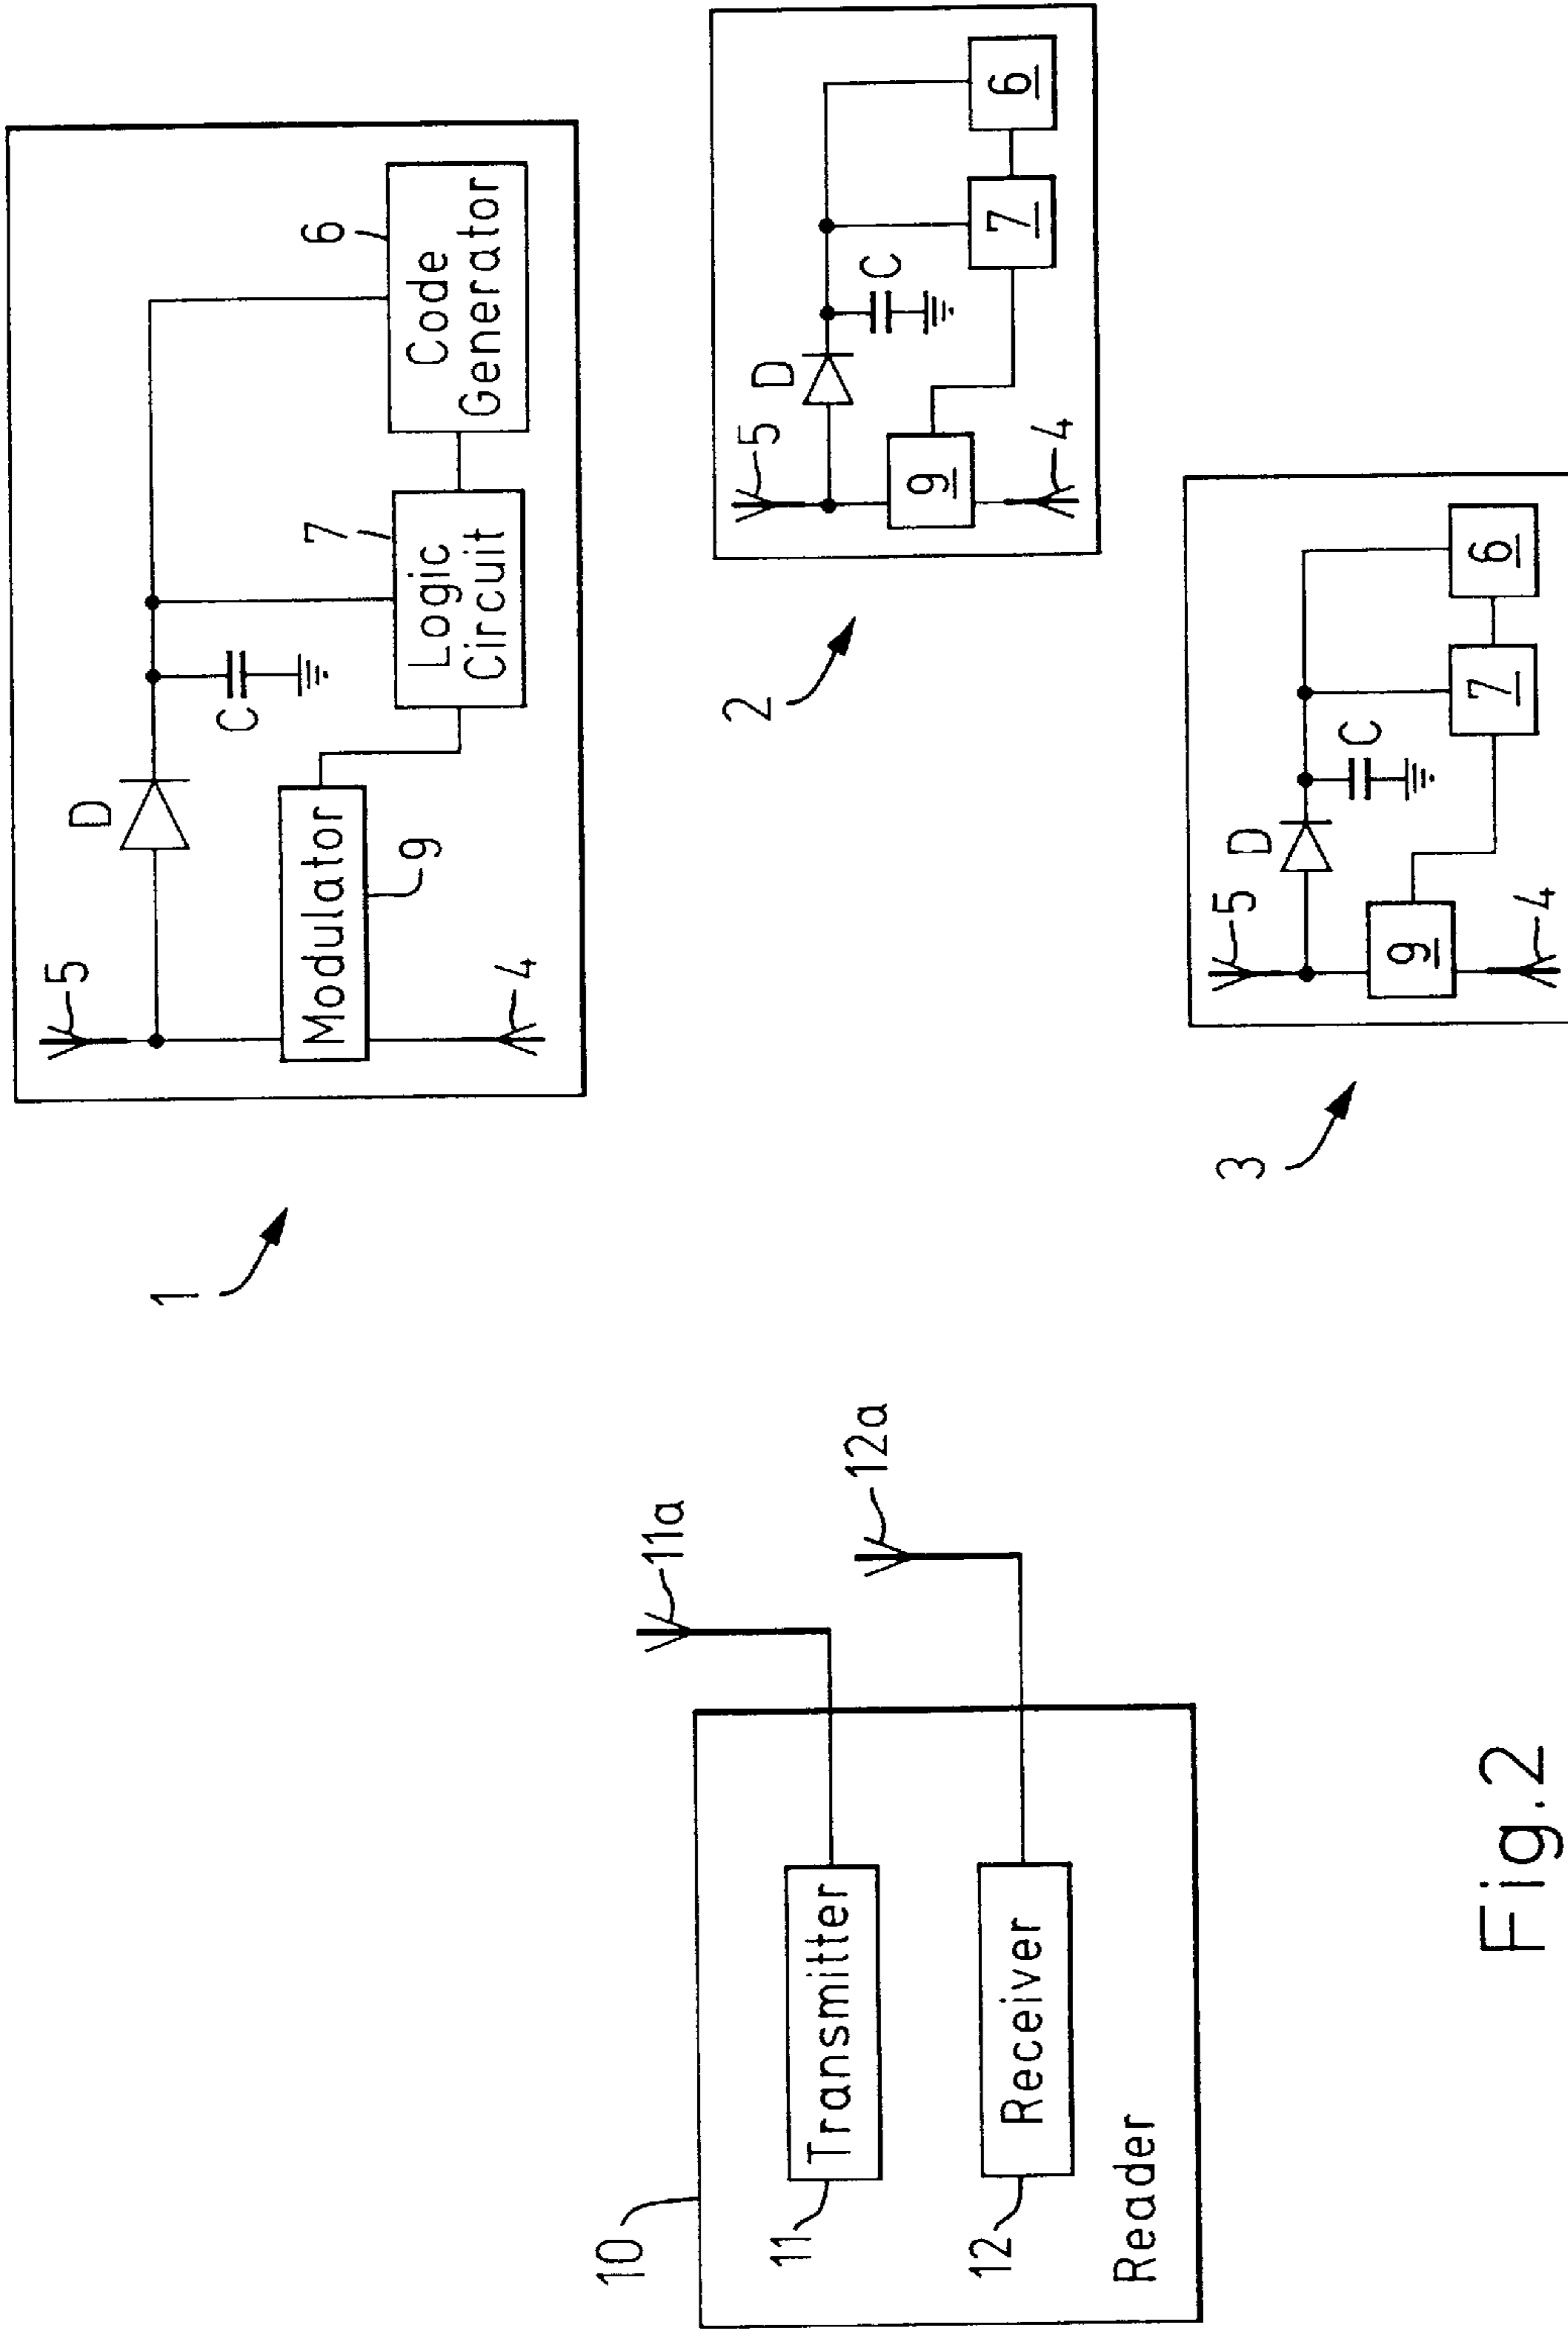 1
5
D
C
Modulator
9
4
7
Logic
Circuit
6
Code
Generator
2
5
D
C
9
4
7
6
3
5
D
C
9
4
7
6
10
11
Transmitter
11a
12
Receiver
12a
Reader
Fig.2